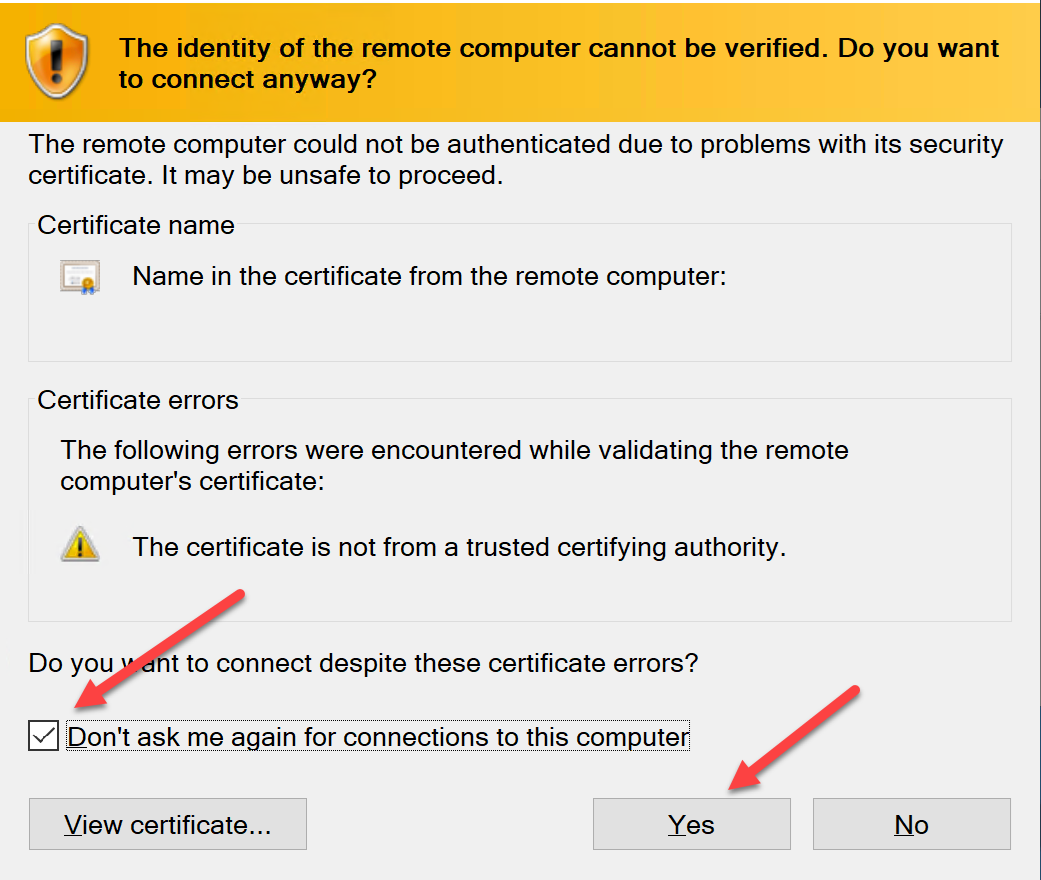 The identity of the remote computer cannot be verified. Do you want
to connect anyway?
The remote computer could not be authenticated due to problems with its security
certificate. It may be unsafe to proceed.
Certificate name
Name in the certificate from the remote computer:
Certificate errors
The following errors were encountered while validating the remote
computer's certificate:
The certificate is not from a trusted certifying authority.
Do you want to connect despite these certificate errors?
Don't ask me again for connections to this computer
View certificate...
Yes
No